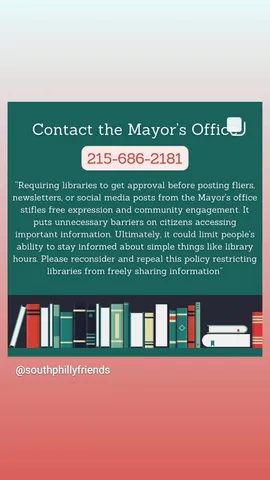 Contact the Mayor's Office
215-686-2181
"Requiring libraries to get approval before posting fliers,
newsletters, or social media posts from the Mayor's office
stifles free expression and community engagement. It
puts unnecessary barriers on citizens accessing
important information. Ultimately, it could limit people's
ability to stay informed about simple things like library
hours. Please reconsider and repeal this policy restricting
libraries from freely sharing information"
@southphillyfriends